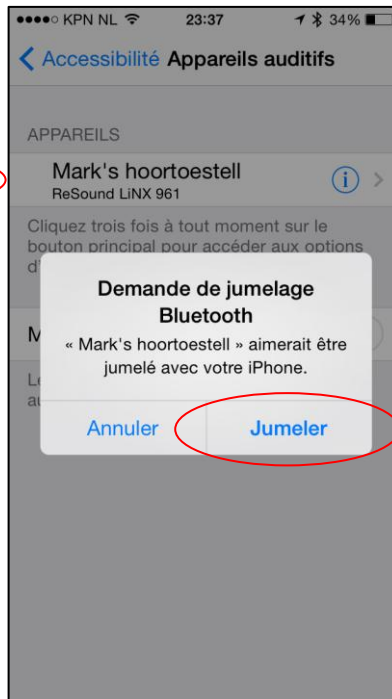 KPN NL 23:37 34%
Accessibilité Appareils auditifs
APPAREILS
Mark's hoortoestell
ReSound LiNX 961
Cliquez trois fois à tout moment sur le
bouton principal pour accéder aux options
d'
Demande de jumelage
Bluetooth
« Mark's hoortoestell » aimerait être
jumelé avec votre iPhone.
M
Le
au
Annuler Jumeler